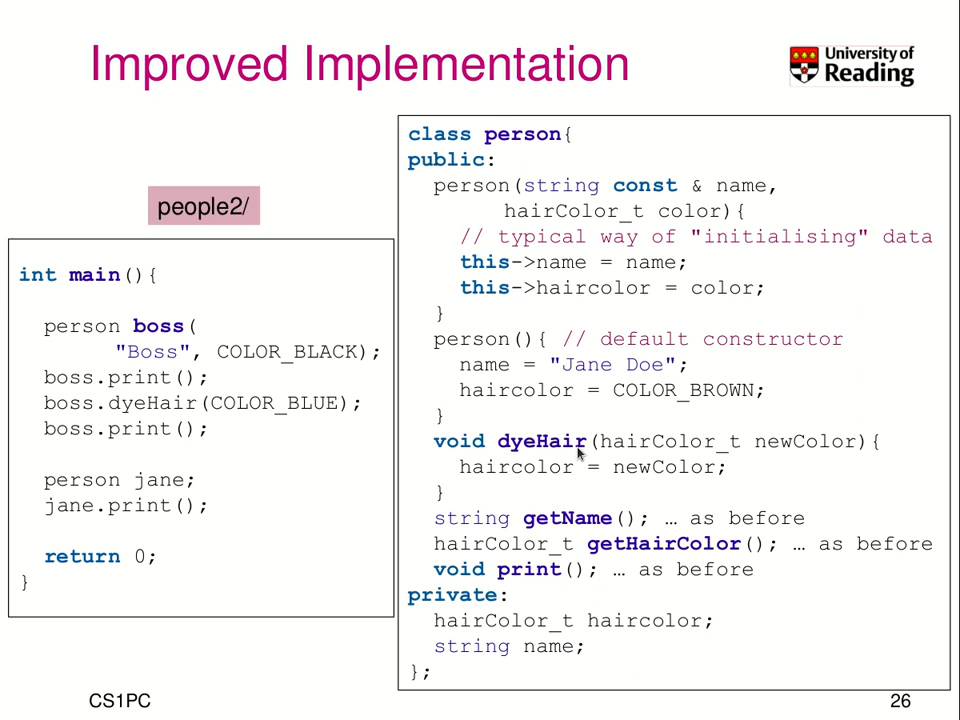 Improved Implementation
University of
Reading
people2/
int main(){
person boss(
"Boss", COLOR_BLACK);
boss.print();
boss.dyeHair(COLOR_BLUE);
boss.print();
person jane;
jane.print();
return 0;
}
class person{
public:
person(string const & name,
hairColor_t color){
// typical way of "initialising" data
this->name = name;
this->haircolor = color;
}
person(){ // default constructor
name = "Jane Doe";
haircolor = COLOR_BROWN;
}
void dyeHair(hairColor_t newColor){
haircolor = newColor;
}
string getName(); … as before
hairColor_t getHairColor(); … as before
void print(); … as before
private:
hairColor_t haircolor;
string name;
};
CS1PC
26